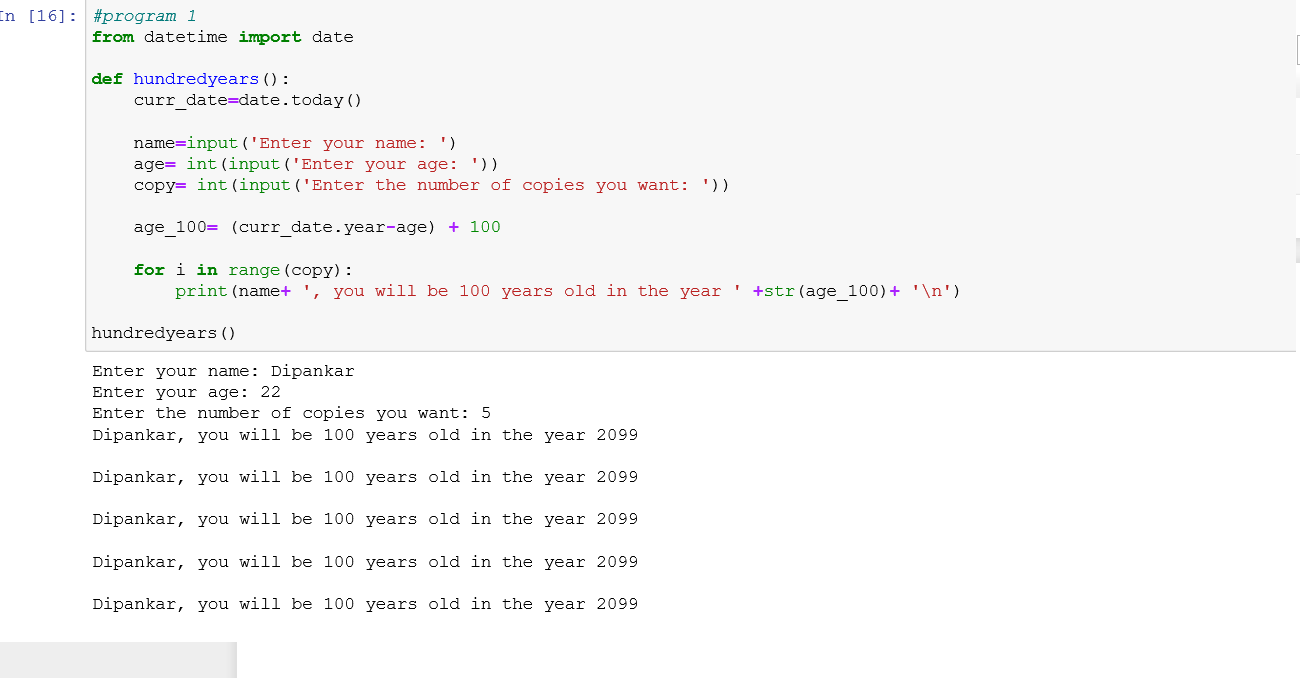 In [16]: #program 1
from datetime import date
def hundredyears():
    curr_date=date.today()
    name=input('Enter your name: ')
    age= int(input('Enter your age: '))
    copy= int(input('Enter the number of copies you want: '))
    age_100= (curr_date.year-age) + 100
    for i in range(copy):
        print(name+ ', you will be 100 years old in the year ' +str(age_100)+ '\n')
hundredyears()
Enter your name: Dipankar
Enter your age: 22
Enter the number of copies you want: 5
Dipankar, you will be 100 years old in the year 2099
Dipankar, you will be 100 years old in the year 2099
Dipankar, you will be 100 years old in the year 2099
Dipankar, you will be 100 years old in the year 2099
Dipankar, you will be 100 years old in the year 2099